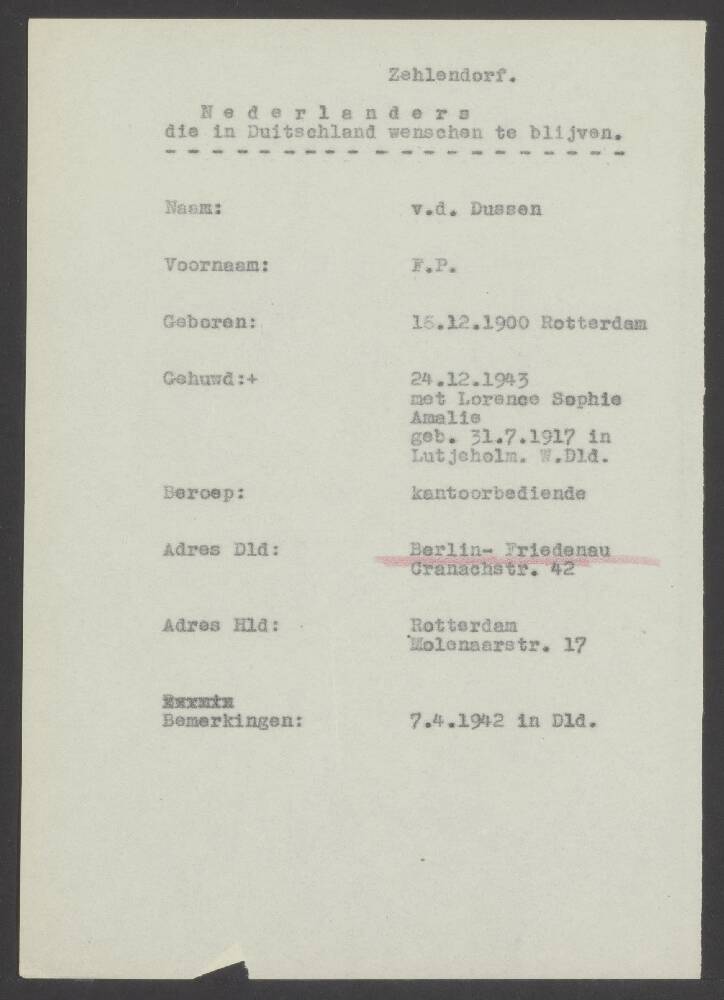 Zehlendorf.
N e d e r l a n d e r s
die in Duitschland wenschen te blijven.
- - - - - - - - - - - - - - - - - - - - - -
Naam: v.d. Dussen
Voornaam: F.P.
Geboren: 16.12.1900 Rotterdam
Gehuwd:+ 24.12.1943
met Lorence Sophie
Amalie
geb. 31.7.1917 in
Lutjeholm. W.Dld.
Beroep: kantoorbediende
Adres Dld: Berlin- Friedenau
Cranachstr. 42
Adres Hld: Rotterdam
Molenaarstr. 17
Bemerkingen: 7.4.1942 in Dld.